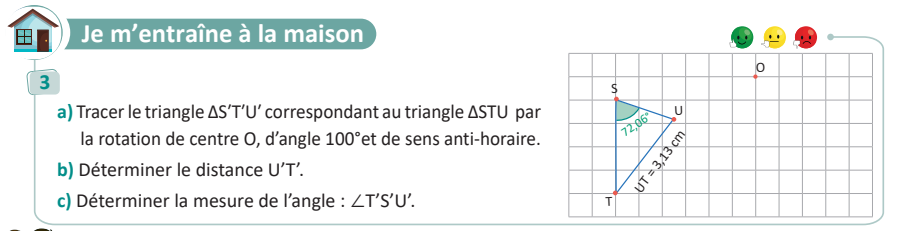 Je m’entraîne à la maison
3
a) Tracer le triangle ΔS’T’U’ correspondant au triangle ΔSTU par
la rotation de centre O, d’angle 100°et de sens anti-horaire.
b) Déterminer le distance U’T’.
c) Déterminer la mesure de l’angle : ∠T’S’U’.
O
S
U
72,06°
UT = 3,13 cm
T